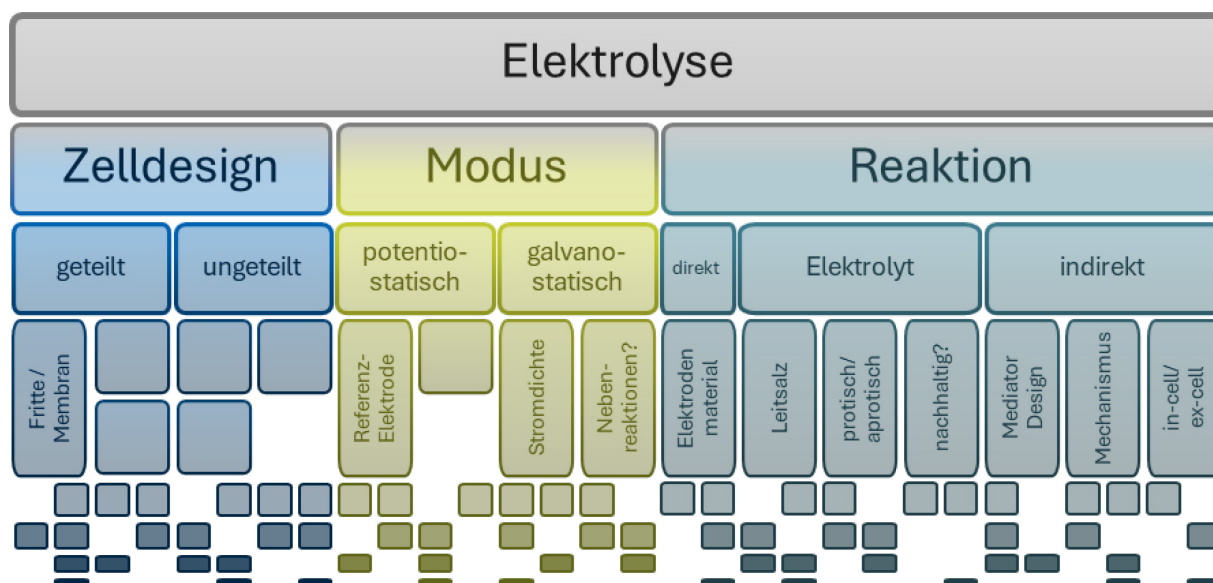 Elektrolyse
Zelldesign
Modus
Reaktion
geteilt
ungeteilt
potentio-
statisch
galvano-
statisch
direkt
Elektrolyt
indirekt
Fritte /
Membran
Referenz-
Elektrode
Stromdichte
Neben-
reaktionen?
Elektroden
material
Leitsalz
protisch/
aprotisch
nachhaltig?
Mediator
Design
Mechanismus
in-cell/
ex-cell